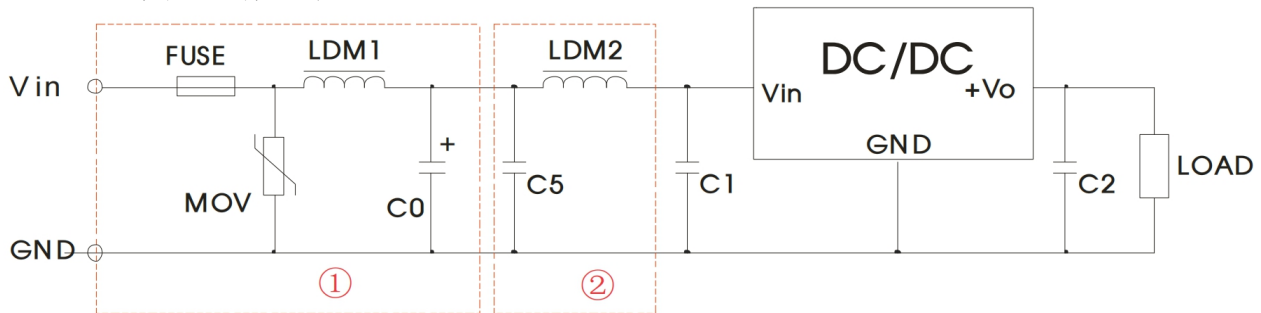 FUSE
LDM1
LDM2
DC/DC
Vin
Vin
+Vo
GND
+
MOV
C0
C5
C1
C2
LOAD
GND
①
②